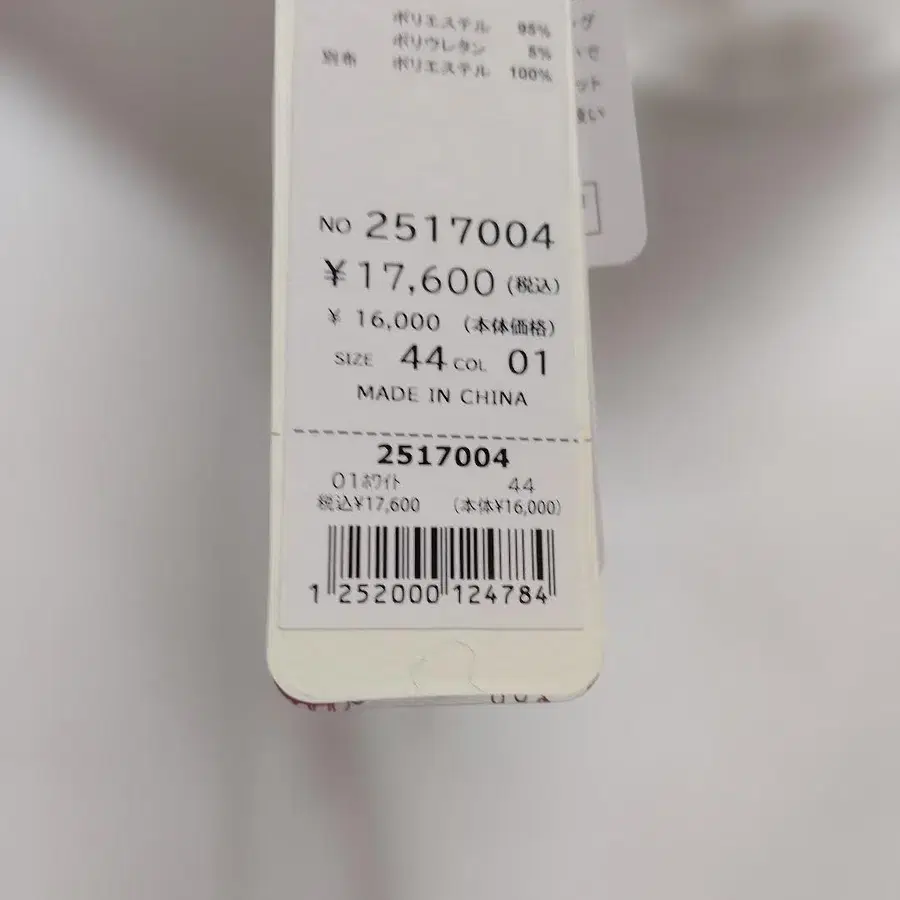 ポリエステル 95%
ポリウレタン 5%
別布 ポリエステル 100%
NO 2517004
¥17,600(税込)
¥ 16,000 (本体価格)
SIZE 44 COL 01
MADE IN CHINA
2517004
01ホワイト 44
税込¥17,600 (本体¥16,000)
1 252000 124784